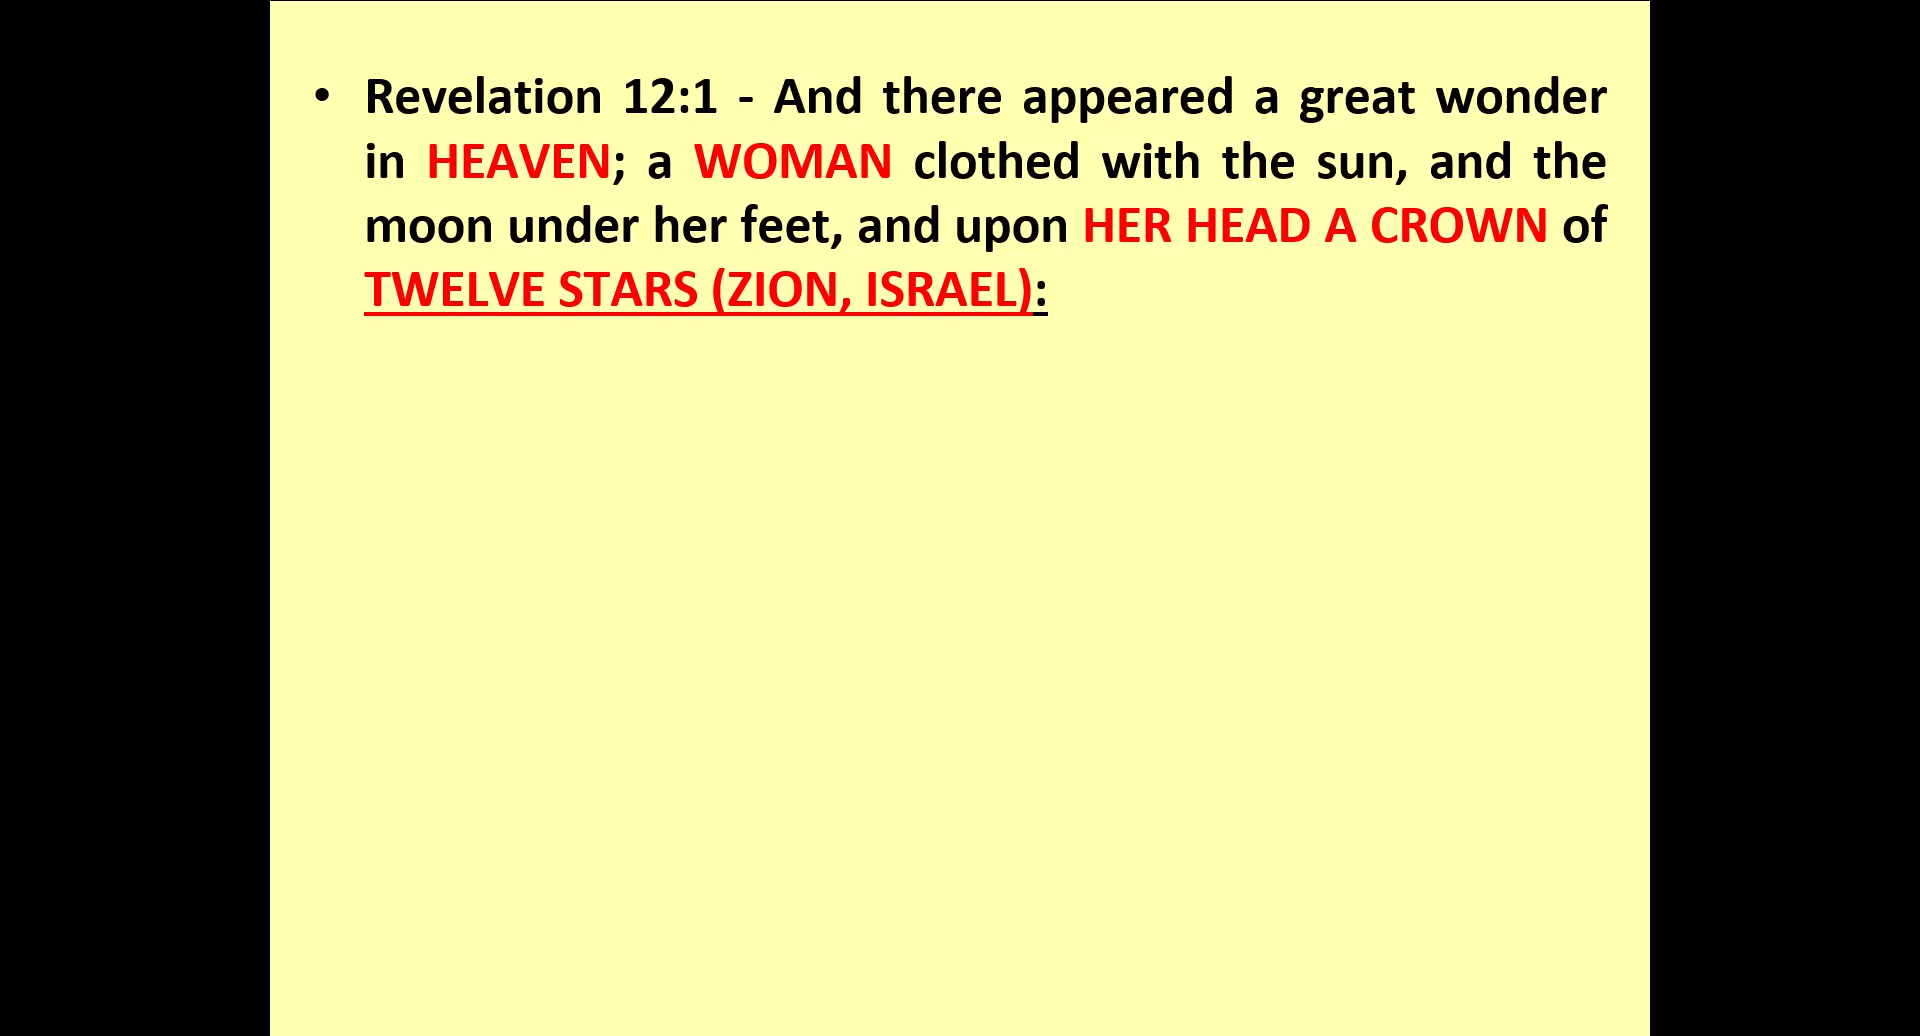 • Revelation 12:1 - And there appeared a great wonder
in HEAVEN; a WOMAN clothed with the sun, and the
moon under her feet, and upon HER HEAD A CROWN of
TWELVE STARS (ZION, ISRAEL):